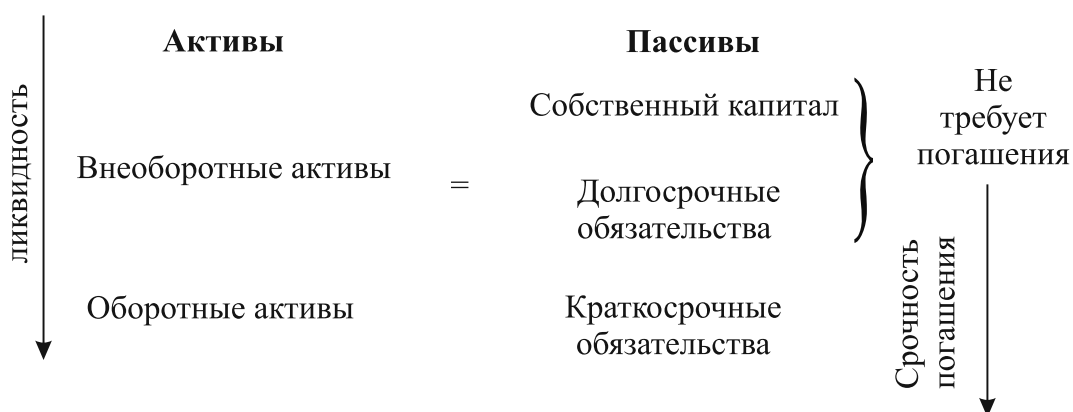 Активы
Пассивы
ликвидность
Собственный капитал
Не
требует
погашения
Внеоборотные активы
=
Долгосрочные
обязательства
Оборотные активы
Краткосрочные
обязательства
Срочность
погашения